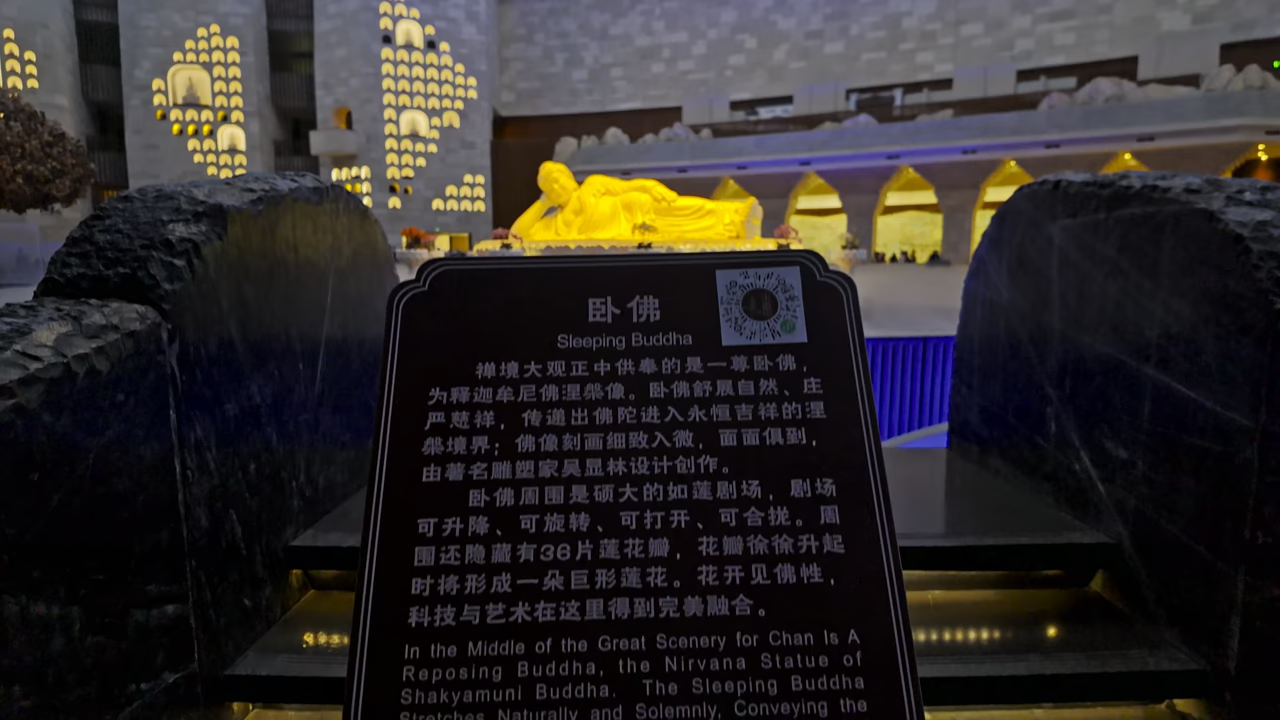 卧佛
Sleeping Buddha
禅境大观正中供奉的是一尊卧佛，
为释迦牟尼佛涅槃像。卧佛舒展自然、庄
严慈祥，传递出佛陀进入永恒吉祥的涅
槃境界；佛像刻画细致入微，面面俱到，
由著名雕塑家吴显林设计创作。
卧佛周围是硕大的如莲剧场，剧场
可升降、可旋转、可打开、可合拢。周
围还隐藏有36片莲花瓣，花瓣徐徐升起
时将形成一朵巨形莲花。花开见佛性，
科技与艺术在这里得到完美融合。
In the Middle of the Great Scenery for Chan Is A
Reposing Buddha, the Nirvana Statue of
Shakyamuni Buddha. The Sleeping Buddha
Stretches Naturally and Solemnly, Conveying the